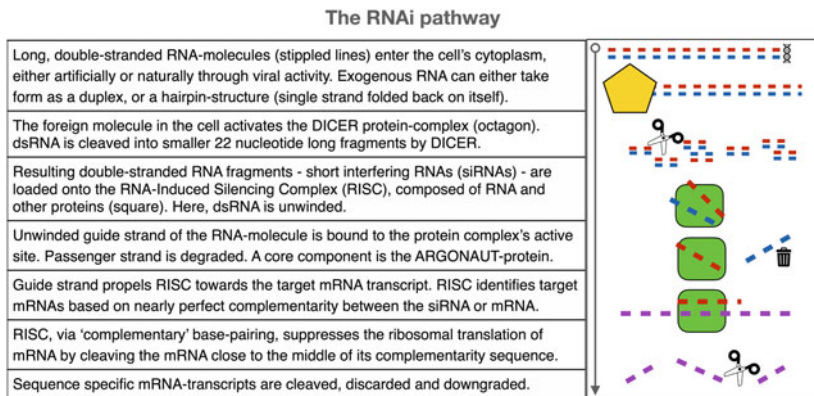 The RNAi pathway
Long, double-stranded RNA-molecules (stippled lines) enter the cell's cytoplasm,
either artificially or naturally through viral activity. Exogenous RNA can either take
form as a duplex, or a hairpin-structure (single strand folded back on itself).
The foreign molecule in the cell activates the DICER protein-complex (octagon).
dsRNA is cleaved into smaller 22 nucleotide long fragments by DICER.
Resulting double-stranded RNA fragments - short interfering RNAs (siRNAs) - are
loaded onto the RNA-Induced Silencing Complex (RISC), composed of RNA and
other proteins (square). Here, dsRNA is unwinded.
Unwinded guide strand of the RNA-molecule is bound to the protein complex's active
site. Passenger strand is degraded. A core component is the ARGONAUT-protein.
Guide strand propels RISC towards the target mRNA transcript. RISC identifies target
mRNAs based on nearly perfect complementarity between the siRNA or mRNA.
RISC, via 'complementary' base-pairing, suppresses the ribosomal translation of
mRNA by cleaving the mRNA close to the middle of its complementarity sequence.
Sequence specific mRNA-transcripts are cleaved, discarded and downgraded.